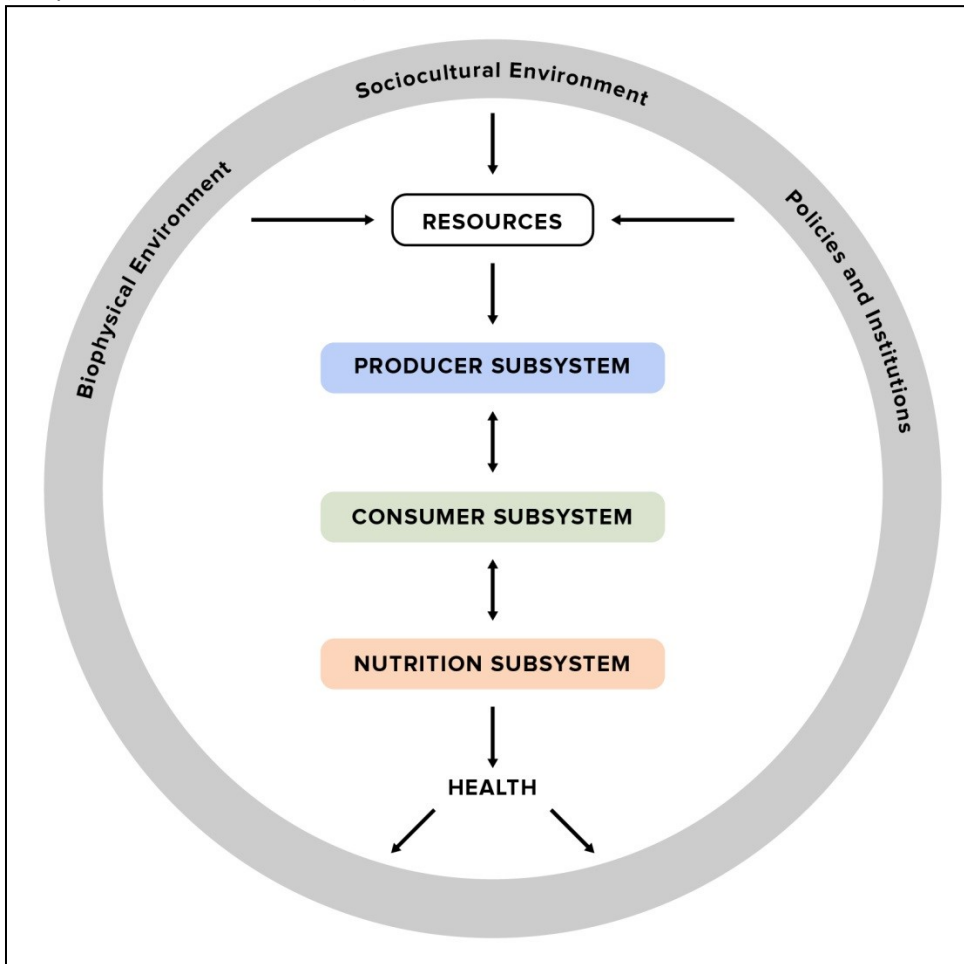 Sociocultural Environment
Biophysical Environment
Policies and Institutions
RESOURCES
PRODUCER SUBSYSTEM
CONSUMER SUBSYSTEM
NUTRITION SUBSYSTEM
HEALTH